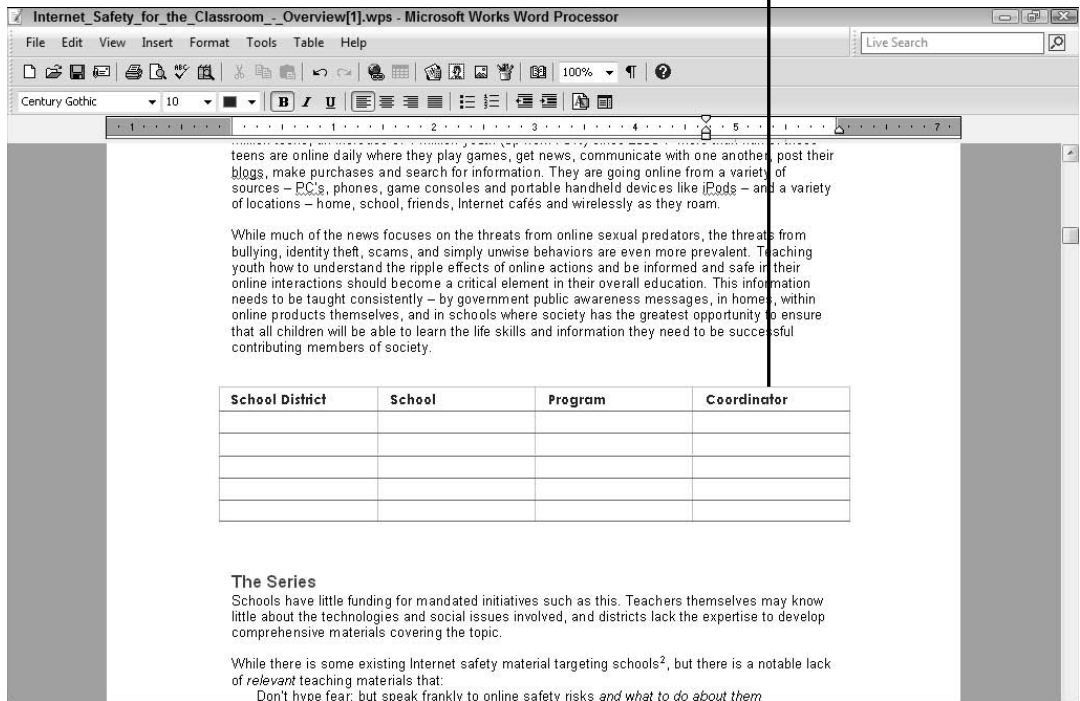 Internet_Safety_for_the_Classroom_-_Overview[1].wps - Microsoft Works Word Processor
File Edit View Insert Format Tools Table Help
Live Search
100%
Century Gothic 10 B I U
1 1 2 3 4 5 7
teens are online daily where they play games, get news, communicate with one another, post their
blogs, make purchases and search for information. They are going online from a variety of
sources – PC's, phones, game consoles and portable handheld devices like iPods – and a variety
of locations – home, school, friends, Internet cafés and wirelessly as they roam.
While much of the news focuses on the threats from online sexual predators, the threats from
bullying, identity theft, scams, and simply unwise behaviors are even more prevalent. Teaching
youth how to understand the ripple effects of online actions and be informed and safe in their
online interactions should become a critical element in their overall education. This information
needs to be taught consistently – by government public awareness messages, in homes, within
online products themselves, and in schools where society has the greatest opportunity to ensure
that all children will be able to learn the life skills and information they need to be successful
contributing members of society.
School District School Program Coordinator
The Series
Schools have little funding for mandated initiatives such as this. Teachers themselves may know
little about the technologies and social issues involved, and districts lack the expertise to develop
comprehensive materials covering the topic.
While there is some existing Internet safety material targeting schools², but there is a notable lack
of relevant teaching materials that:
Don't hype fear; but speak frankly to online safety risks and what to do about them